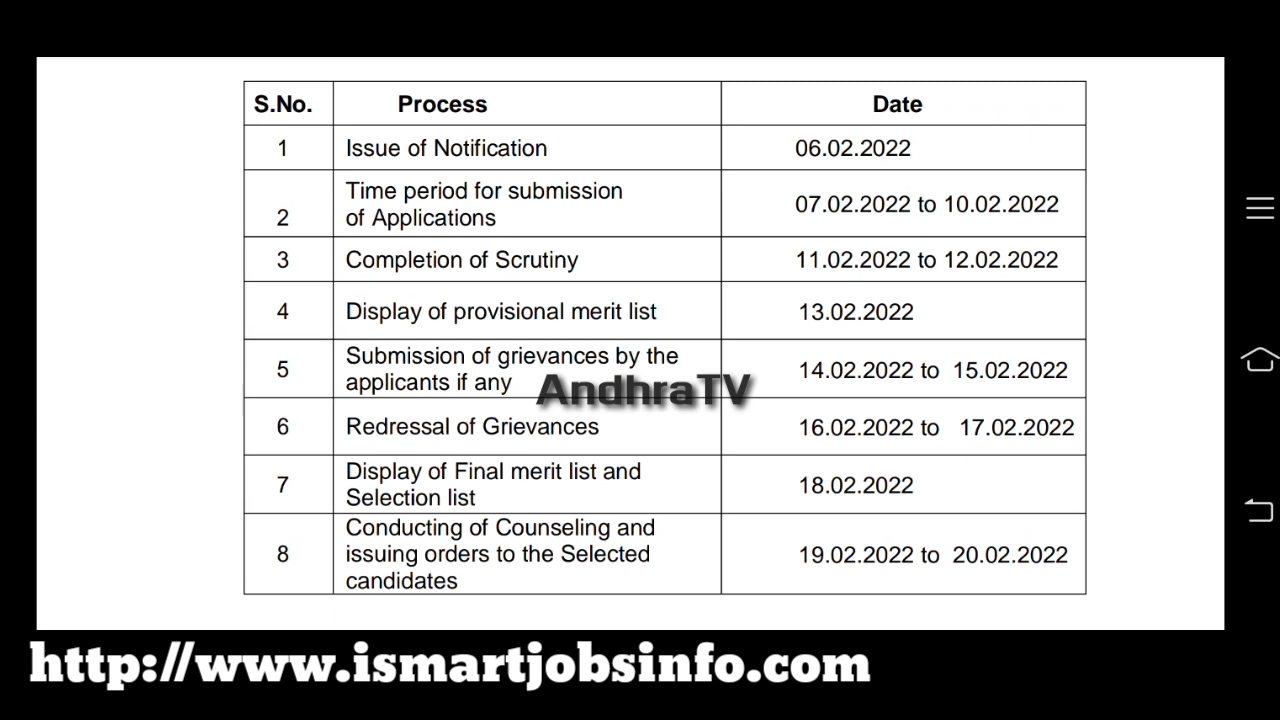 S.No. Process Date
1 Issue of Notification 06.02.2022
Time period for submission
2 of Applications 07.02.2022 to 10.02.2022
3 Completion of Scrutiny 11.02.2022 to 12.02.2022
4 Display of provisional merit list 13.02.2022
Submission of grievances by the
5 applicants if any 14.02.2022 to 15.02.2022
AndhraTV
6 Redressal of Grievances 16.02.2022 to 17.02.2022
Display of Final merit list and
7 Selection list 18.02.2022
Conducting of Counseling and
8 issuing orders to the Selected 19.02.2022 to 20.02.2022
candidates
http://www.ismartjobsinfo.com